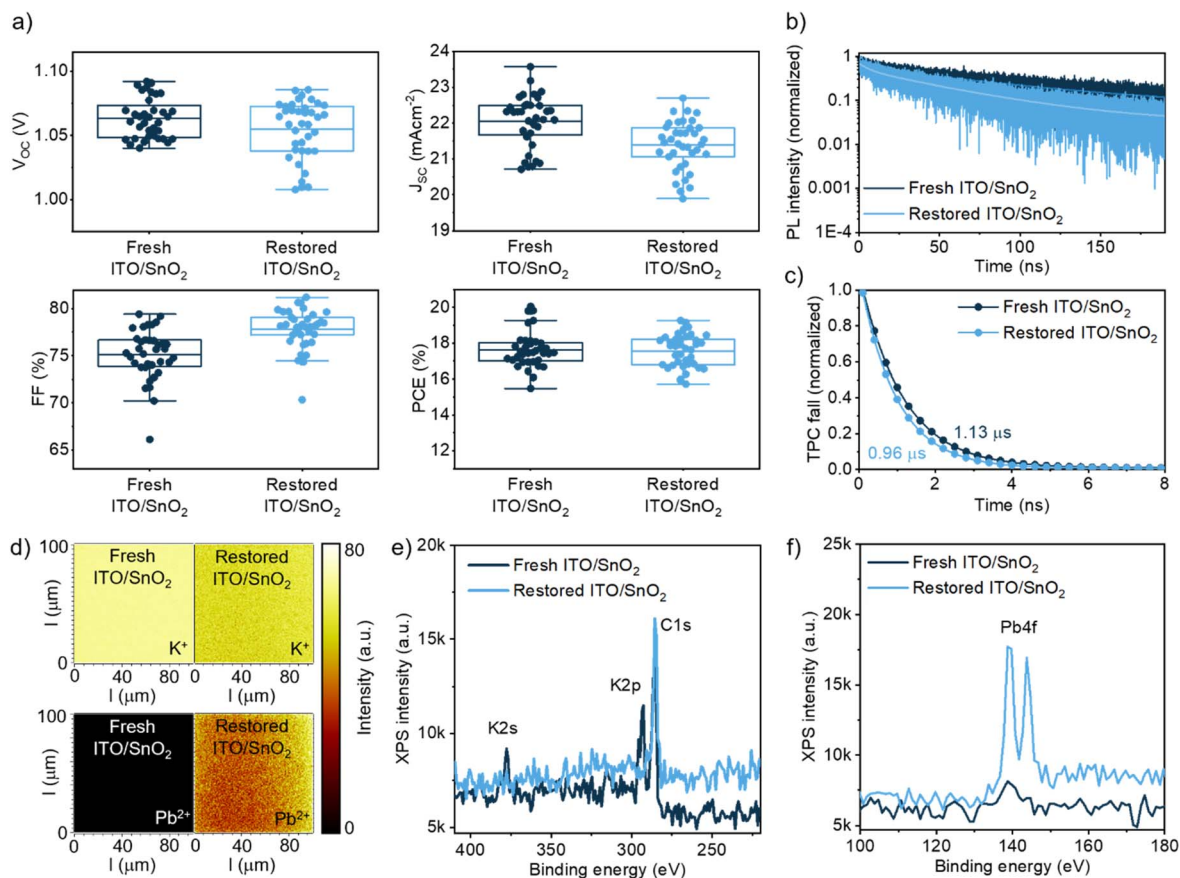 a)
1.10
1.05
1.00
V_OC (V)
Fresh
ITO/SnO₂
Restored
ITO/SnO₂
24
23
22
21
20
19
J_SC (mAcm⁻²)
Fresh
ITO/SnO₂
Restored
ITO/SnO₂
80
75
70
65
FF (%)
Fresh
ITO/SnO₂
Restored
ITO/SnO₂
20
18
16
14
12
11
PCE (%)
Fresh
ITO/SnO₂
Restored
ITO/SnO₂
b)
1
0.1
0.01
0.001
1E-4
PL intensity (normalized)
Fresh ITO/SnO₂
Restored ITO/SnO₂
0 50 100 150
Time (ns)
c)
1.0
0.8
0.6
0.4
0.2
0.0
TPC fall (normalized)
Fresh ITO/SnO₂
Restored ITO/SnO₂
1.13 μs
0.96 μs
0 2 4 6 8
Time (ns)
d)
100
0
l (μm)
Fresh
ITO/SnO₂
K⁺
Restored
ITO/SnO₂
K⁺
0 40 80 0 40 80
l (μm) l (μm)
100
0
l (μm)
Fresh
ITO/SnO₂
Pb²⁺
Restored
ITO/SnO₂
Pb²⁺
0 40 80 0 40 80
l (μm) l (μm)
80
0
Intensity (a.u.)
e)
20k
15k
10k
5k
XPS intensity (a.u.)
Fresh ITO/SnO₂
Restored ITO/SnO₂
C1s
K2p
K2s
400 350 300 250
Binding energy (eV)
f)
25k
20k
15k
10k
5k
XPS intensity (a.u.)
Fresh ITO/SnO₂
Restored ITO/SnO₂
Pb4f
100 120 140 160 180
Binding energy (eV)